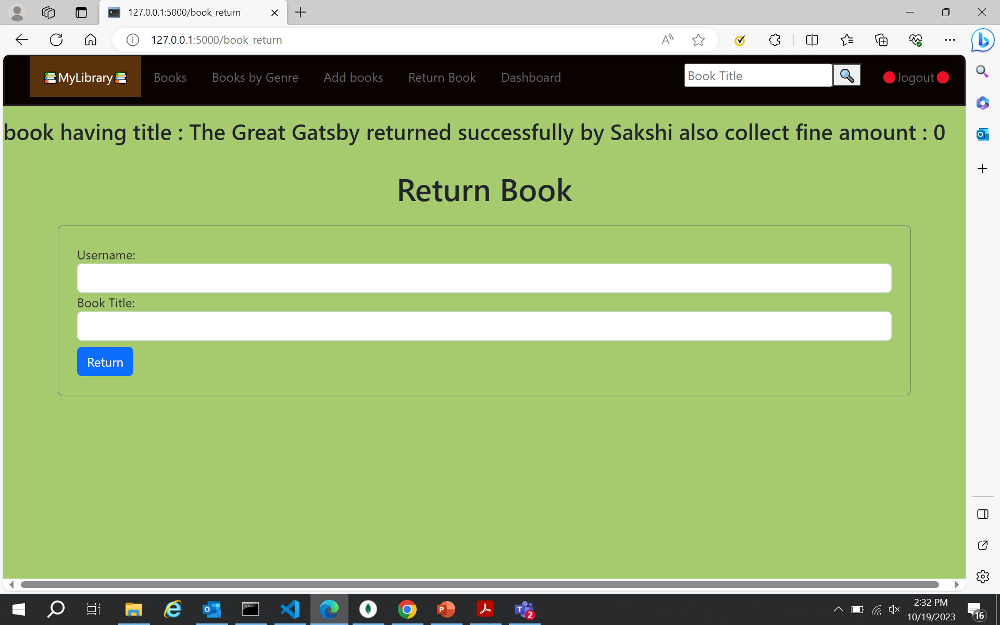 127.0.0.1:5000/book_return
127.0.0.1:5000/book_return
MyLibrary Books Books by Genre Add books Return Book Dashboard Book Title logout
book having title : The Great Gatsby returned successfully by Sakshi also collect fine amount : 0
Return Book
Username:
Book Title:
Return
2:32 PM
10/19/2023
16
2